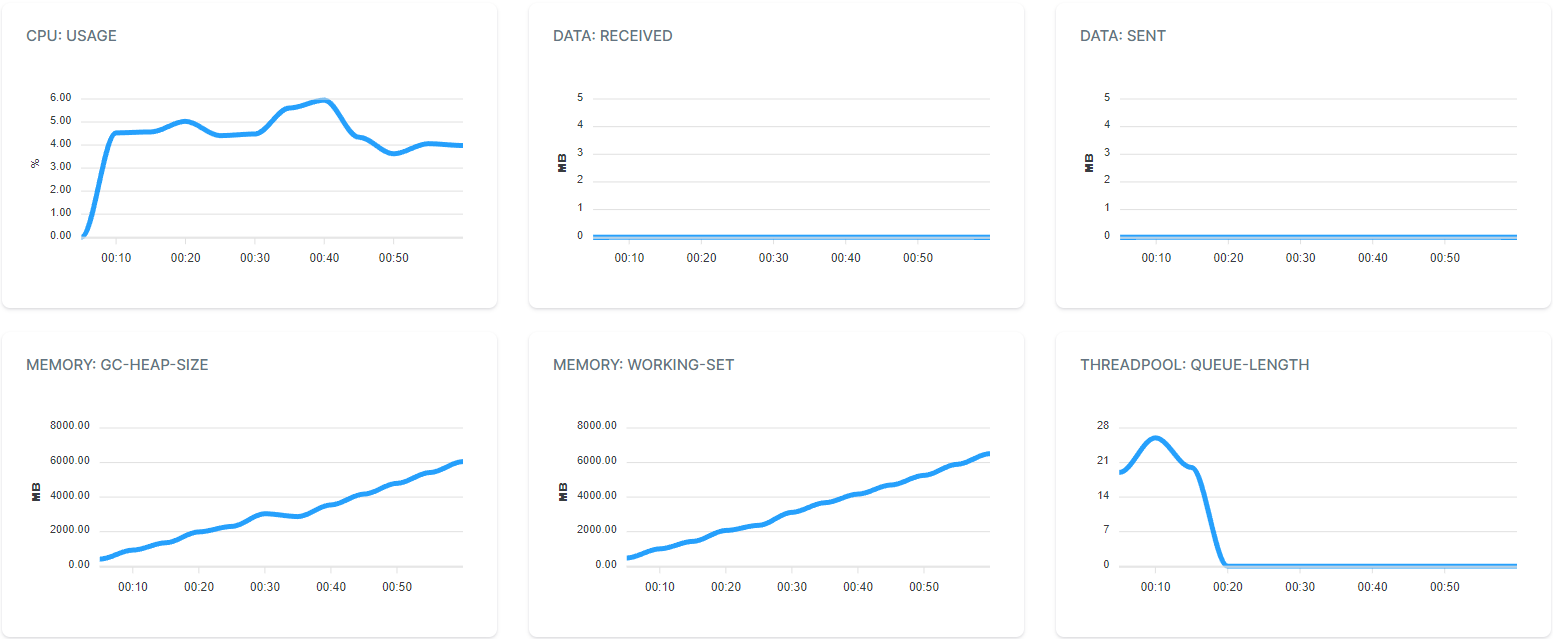 CPU: USAGE
6.00
5.00
4.00
3.00
2.00
1.00
0.00
%
00:10 00:20 00:30 00:40 00:50
DATA: RECEIVED
5
4
3
2
1
0
MB
00:10 00:20 00:30 00:40 00:50
DATA: SENT
5
4
3
2
1
0
MB
00:10 00:20 00:30 00:40 00:50
MEMORY: GC-HEAP-SIZE
8000.00
6000.00
4000.00
2000.00
0.00
MB
00:10 00:20 00:30 00:40 00:50
MEMORY: WORKING-SET
8000.00
6000.00
4000.00
2000.00
0.00
MB
00:10 00:20 00:30 00:40 00:50
THREADPOOL: QUEUE-LENGTH
28
21
14
7
0
00:10 00:20 00:30 00:40 00:50